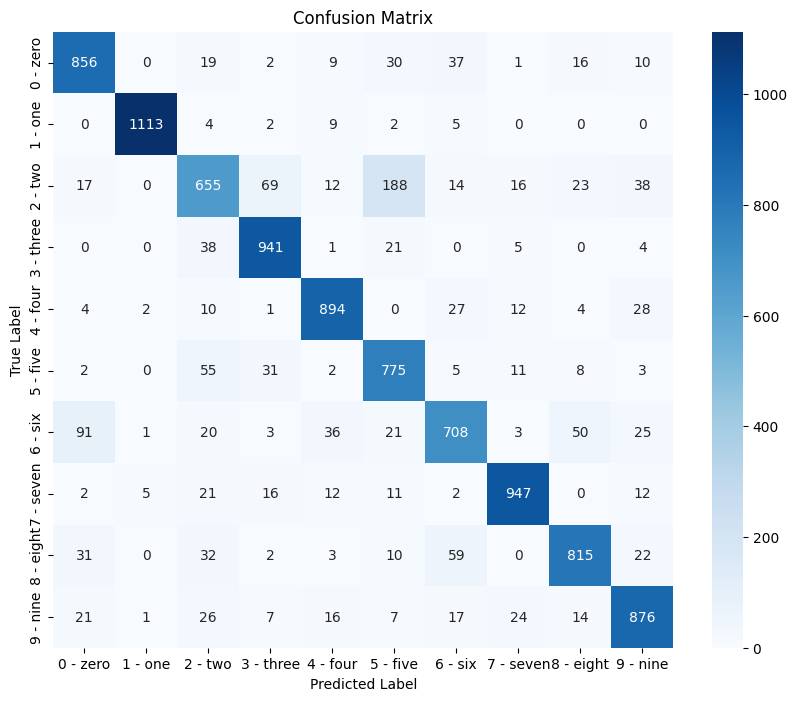 Confusion Matrix
True Label
0 - zero 856 0 19 2 9 30 37 1 16 10
1 - one 0 1113 4 2 9 2 5 0 0 0
2 - two 17 0 655 69 12 188 14 16 23 38
3 - three 0 0 38 941 1 21 0 5 0 4
4 - four 4 2 10 1 894 0 27 12 4 28
5 - five 2 0 55 31 2 775 5 11 8 3
6 - six 91 1 20 3 36 21 708 3 50 25
7 - seven 2 5 21 16 12 11 2 947 0 12
8 - eight 31 0 32 2 3 10 59 0 815 22
9 - nine 21 1 26 7 16 7 17 24 14 876
0 - zero 1 - one 2 - two 3 - three 4 - four 5 - five 6 - six 7 - seven 8 - eight 9 - nine
Predicted Label
1000
800
600
400
200
0